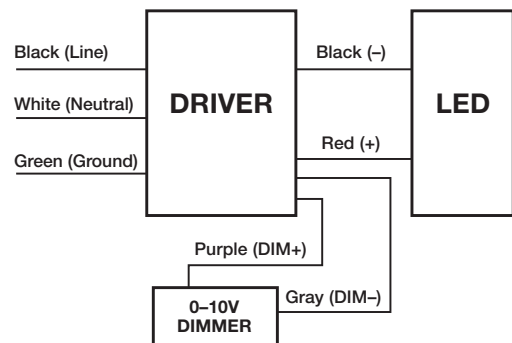 Black (Line)
White (Neutral)
Green (Ground)
DRIVER
Black (–)
Red (+)
LED
Purple (DIM+)
Gray (DIM–)
0–10V
DIMMER